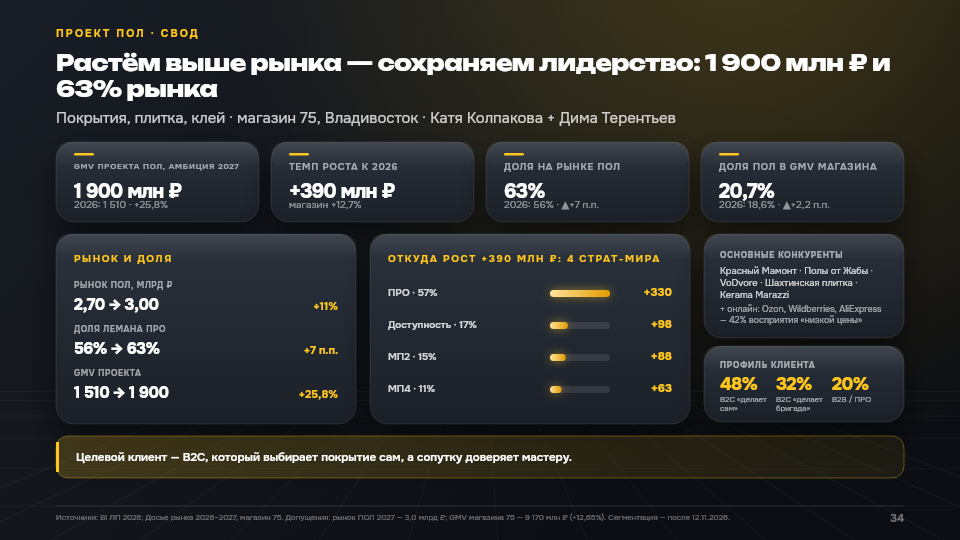 ПРОЕКТ ПОЛ · СВОД
Растём выше рынка — сохраняем лидерство: 1 900 млн ₽ и
63% рынка
Покрытия, плитка, клей · магазин 75, Владивосток · Катя Колпакова + Дима Терентьев
GMV ПРОЕКТА ПОЛ, АМБИЦИЯ 2027
1 900 млн ₽
2026: 1 510 · +25,8%
ТЕМП РОСТА К 2026
+390 млн ₽
магазин +12,7%
ДОЛЯ НА РЫНКЕ ПОЛ
63%
2026: 56% · ▲+7 п.п.
ДОЛЯ ПОЛ В GMV МАГАЗИНА
20,7%
2026: 18,6% · ▲+2,2 п.п.
РЫНОК И ДОЛЯ
РЫНОК ПОЛ, МЛРД ₽
2,70 → 3,00 +11%
ДОЛЯ ЛЕМАНА ПРО
56% → 63% +7 п.п.
GMV ПРОЕКТА
1 510 → 1 900 +25,8%
ОТКУДА РОСТ +390 МЛН ₽: 4 СТРАТ-МИРА
ПРО · 57% +330
Доступность · 17% +98
МП2 · 15% +88
МП4 · 11% +63
ОСНОВНЫЕ КОНКУРЕНТЫ
Красный Мамонт · Полы от Жабы ·
VoDvore · Шахтинская плитка ·
Kerama Marazzi
+ онлайн: Ozon, Wildberries, AliExpress
— 42% восприятия «низкой цены»
ПРОФИЛЬ КЛИЕНТА
48% 32% 20%
B2C «делает B2C «делает B2B / ПРО
сам» бригада»
Целевой клиент — B2C, который выбирает покрытие сам, а сопутку доверяет мастеру.
Источники: BI ЛП 2026; Досье рынка 2026–2027, магазин 75. Допущения: рынок ПОЛ 2027 — 3,0 млрд ₽; GMV магазина 75 — 9 170 млн ₽ (+12,65%). Сегментация — после 12.11.2026.
34